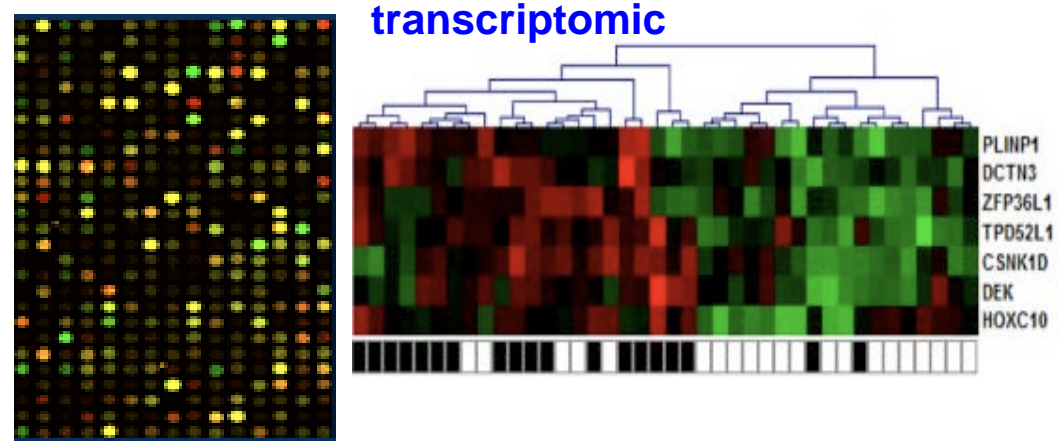 transcriptomic
PLINP1
DCTN3
ZFP36L1
TPD52L1
CSNK1D
DEK
HOXC10